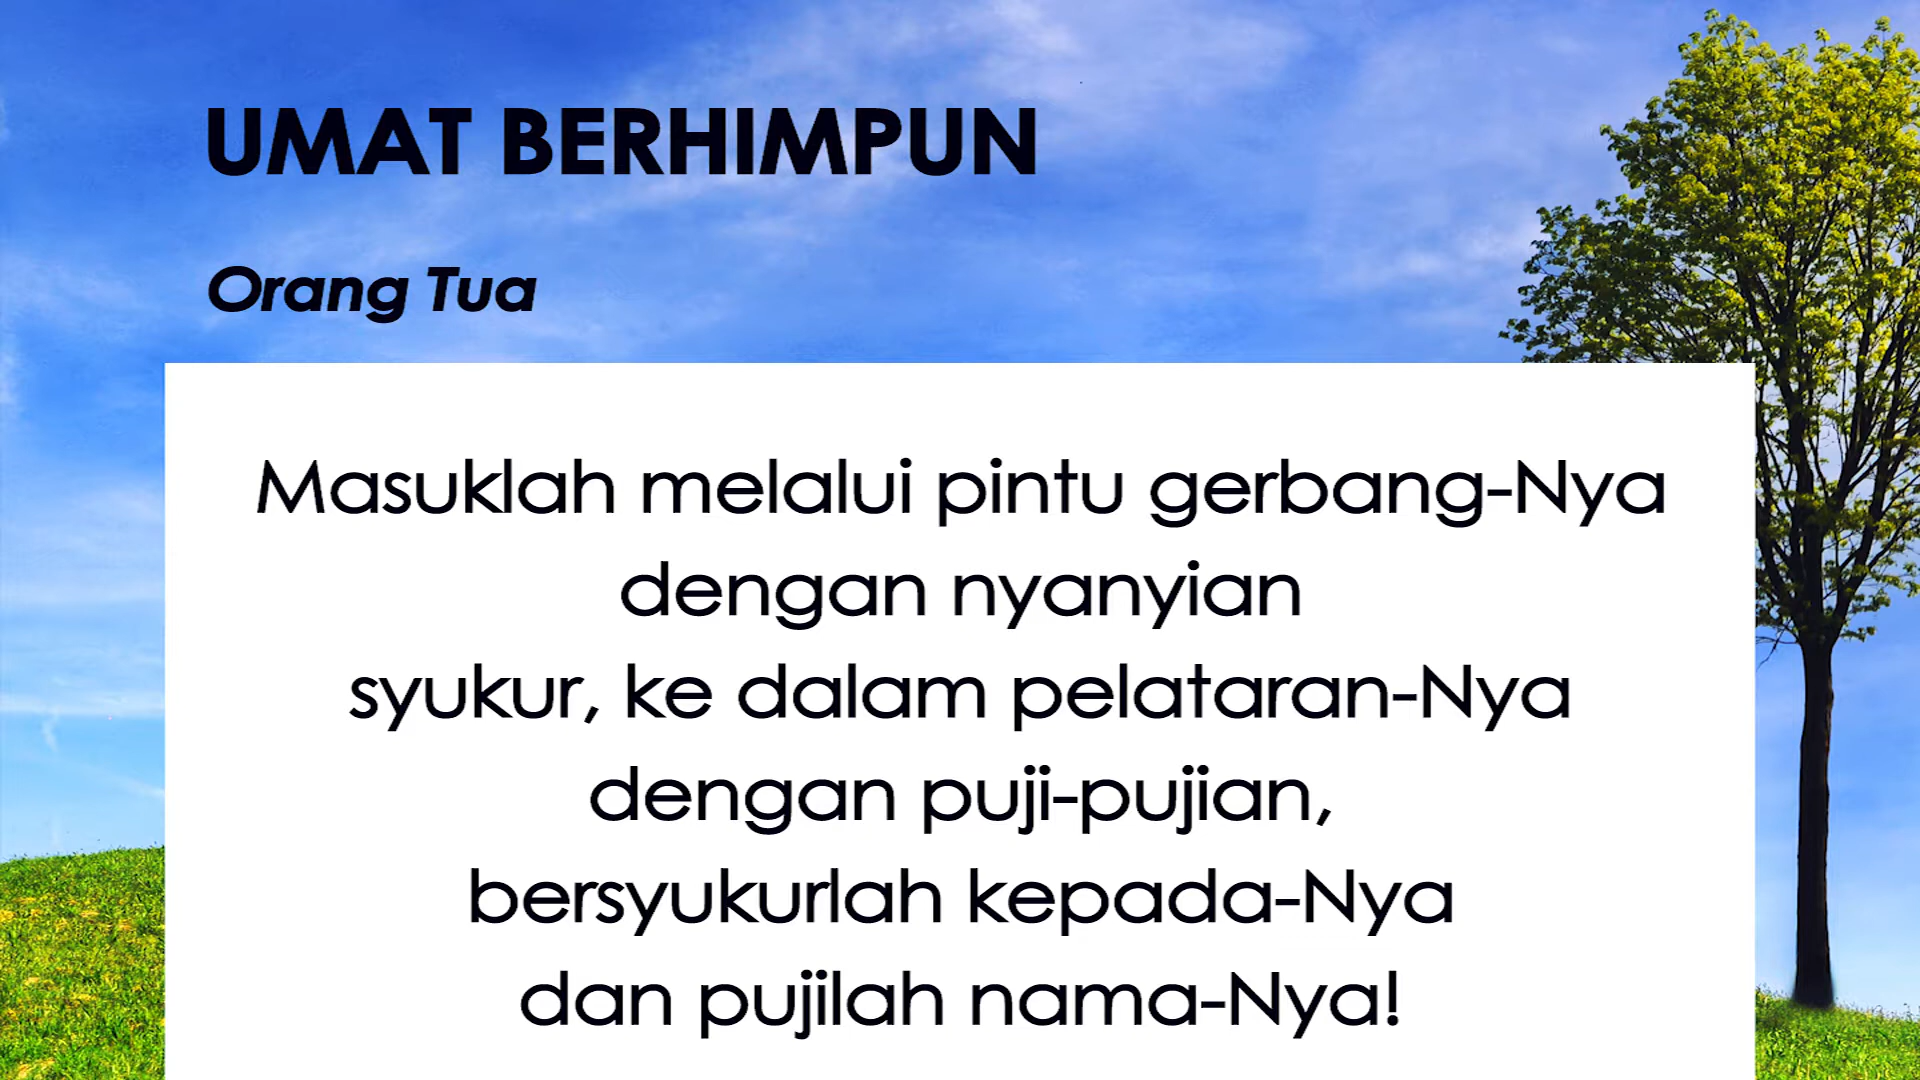 UMAT BERHIMPUN
Orang Tua
Masuklah melalui pintu gerbang-Nya
dengan nyanyian
syukur, ke dalam pelataran-Nya
dengan puji-pujian,
bersyukurlah kepada-Nya
dan pujilah nama-Nya!